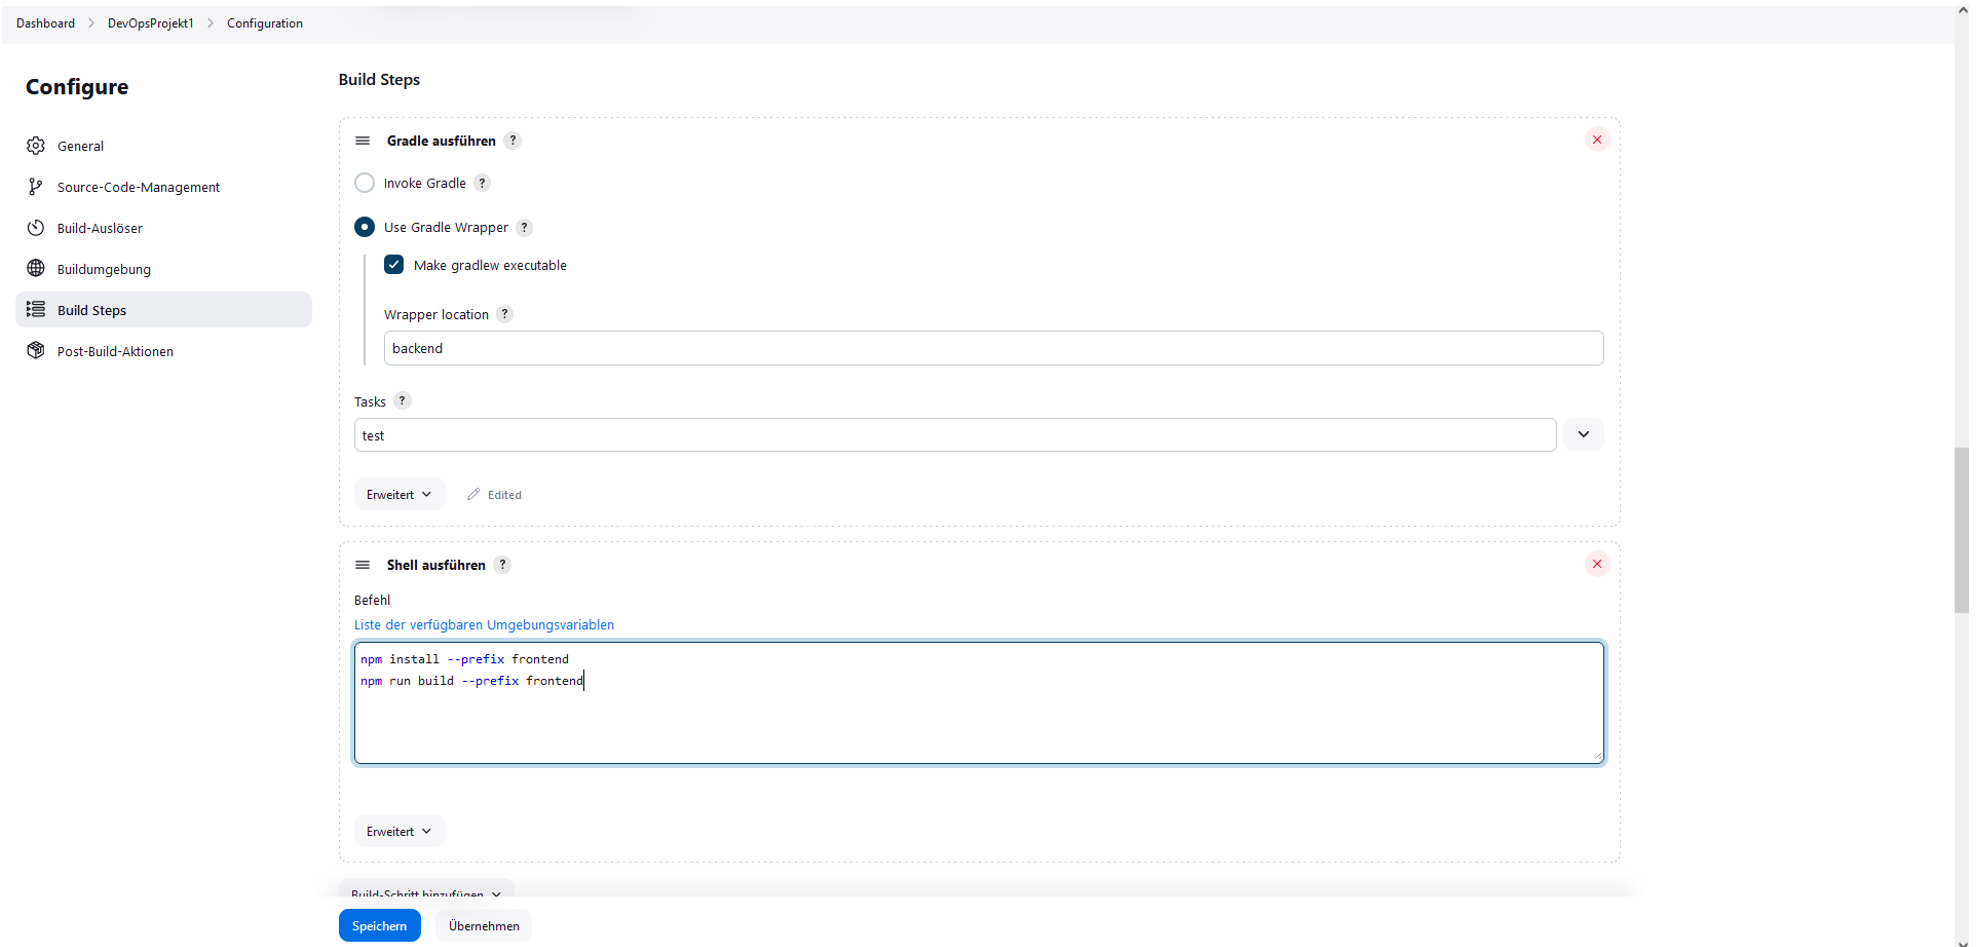 Dashboard > DevOpsProjekt1 > Configuration
Configure
General
Source-Code-Management
Build-Auslöser
Buildumgebung
Build Steps
Post-Build-Aktionen
Build Steps
Gradle ausführen ?
Invoke Gradle ?
Use Gradle Wrapper ?
Make gradlew executable
Wrapper location ?
backend
Tasks ?
test
Erweitert
Edited
Shell ausführen ?
Befehl
Liste der verfügbaren Umgebungsvariablen
npm install --prefix frontend
npm run build --prefix frontend
Erweitert
Build-Schritt hinzufügen
Speichern
Übernehmen